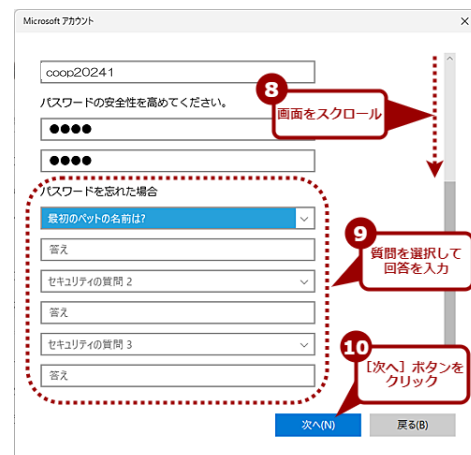 Microsoft アカウント
×
coop20241
8
画面をスクロール
パスワードの安全性を高めてください。
●●●●
●●●●
パスワードを忘れた場合
最初のペットの名前は?
9
質問を選択して
回答を入力
答え
セキュリティの質問 2
答え
セキュリティの質問 3
答え
10
[次へ] ボタンを
クリック
次へ(N)
戻る(B)